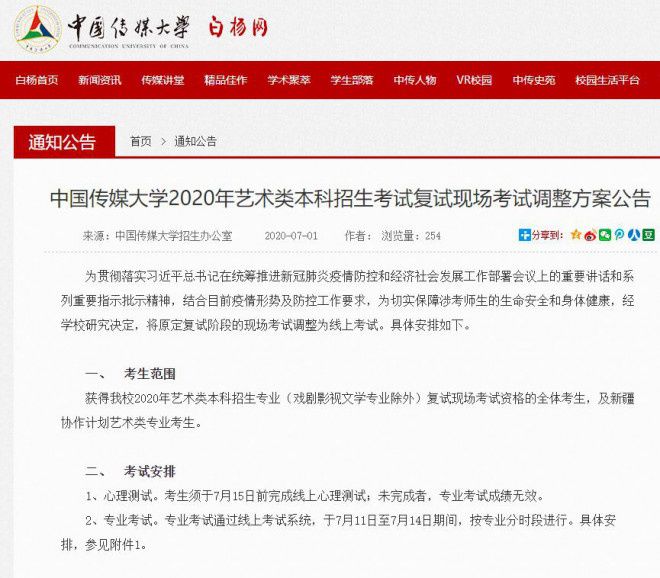 中国传媒大学 白杨网
COMMUNICATION UNIVERSITY OF CHINA
白杨首页 新闻资讯 传媒讲堂 精品佳作 学术聚萃 学生部落 中传人物 VR校园 中传史苑 校园生活平台
通知公告 首页 > 通知公告
中国传媒大学2020年艺术类本科招生考试复试现场考试调整方案公告
来源：中国传媒大学招生办公室 2020-07-01 作者： 浏览量：254 分享到：
为贯彻落实习近平总书记在统筹推进新冠肺炎疫情防控和经济社会发展工作部署会议上的重要讲话和系
列重要指示批示精神，结合目前疫情形势及防控工作要求，为切实保障涉考师生的生命安全和身体健康，经
学校研究决定，将原定复试阶段的现场考试调整为线上考试。具体安排如下。
一、 考生范围
获得我校2020年艺术类本科招生专业（戏剧影视文学专业除外）复试现场考试资格的全体考生，及新疆
协作计划艺术类专业考生。
二、 考试安排
1、心理测试。考生须于7月15日前完成线上心理测试；未完成者，专业考试成绩无效。
2、专业考试。专业考试通过线上考试系统，于7月11日至7月14日期间，按专业分时段进行。具体安
排，参见附件1。